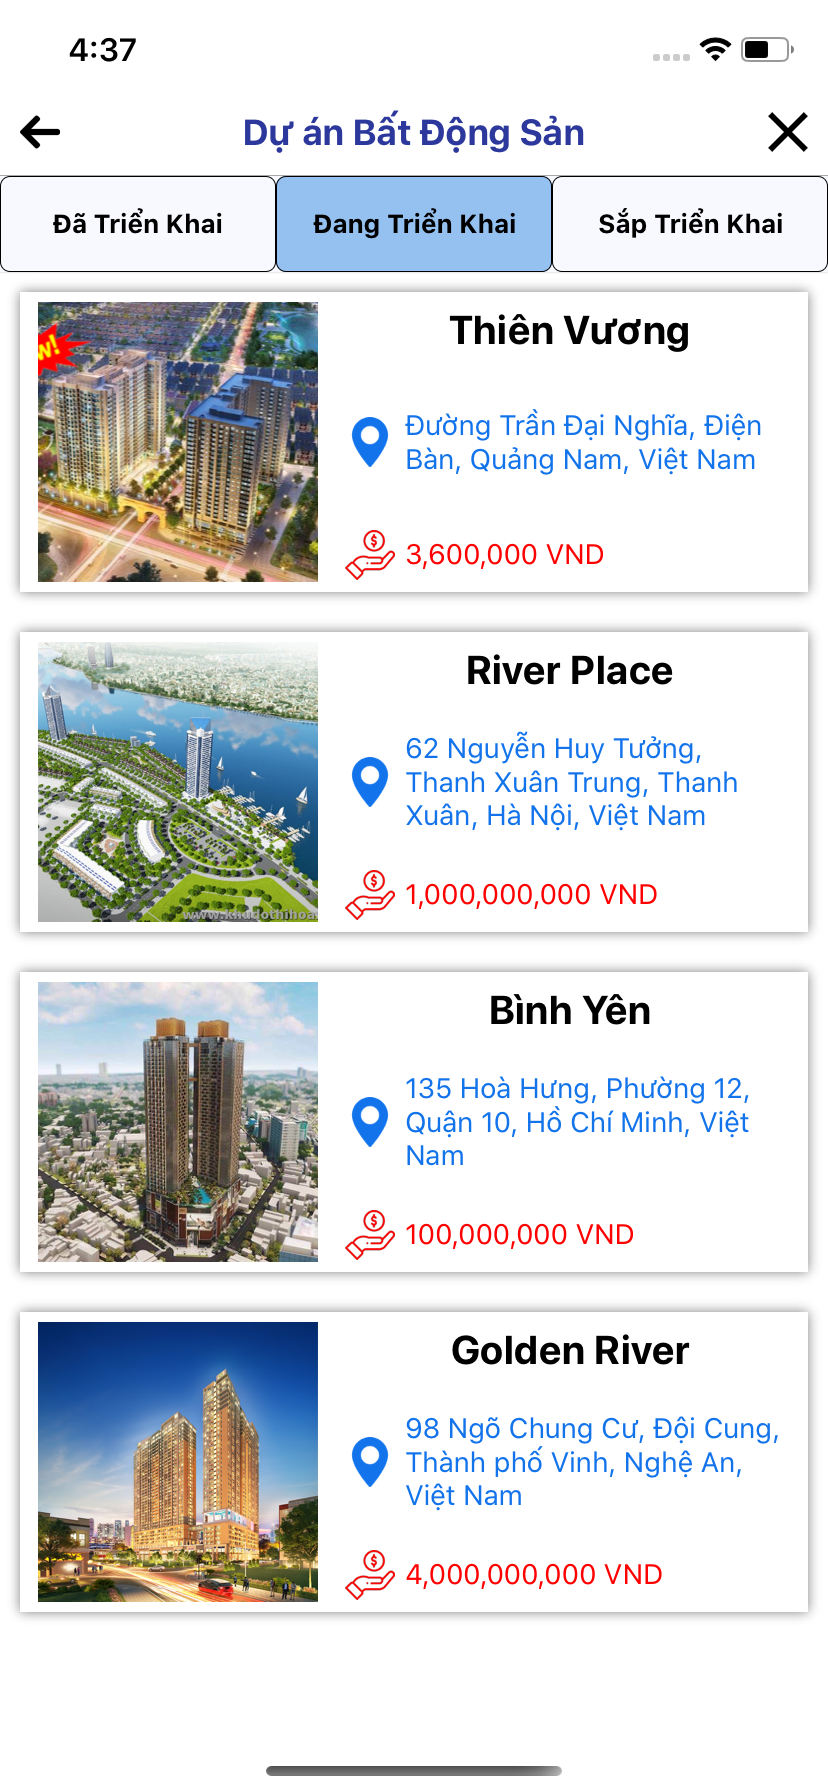 4:37
Dự án Bất Động Sản
Đã Triển Khai
Đang Triển Khai
Sắp Triển Khai
W!
Thiên Vương
Đường Trần Đại Nghĩa, Điện
Bàn, Quảng Nam, Việt Nam
$
3,600,000 VND
River Place
62 Nguyễn Huy Tưởng,
Thanh Xuân Trung, Thanh
Xuân, Hà Nội, Việt Nam
$
1,000,000,000 VND
Bình Yên
135 Hoà Hưng, Phường 12,
Quận 10, Hồ Chí Minh, Việt
Nam
$
100,000,000 VND
Golden River
98 Ngõ Chung Cư, Đội Cung,
Thành phố Vinh, Nghệ An,
Việt Nam
$
4,000,000,000 VND